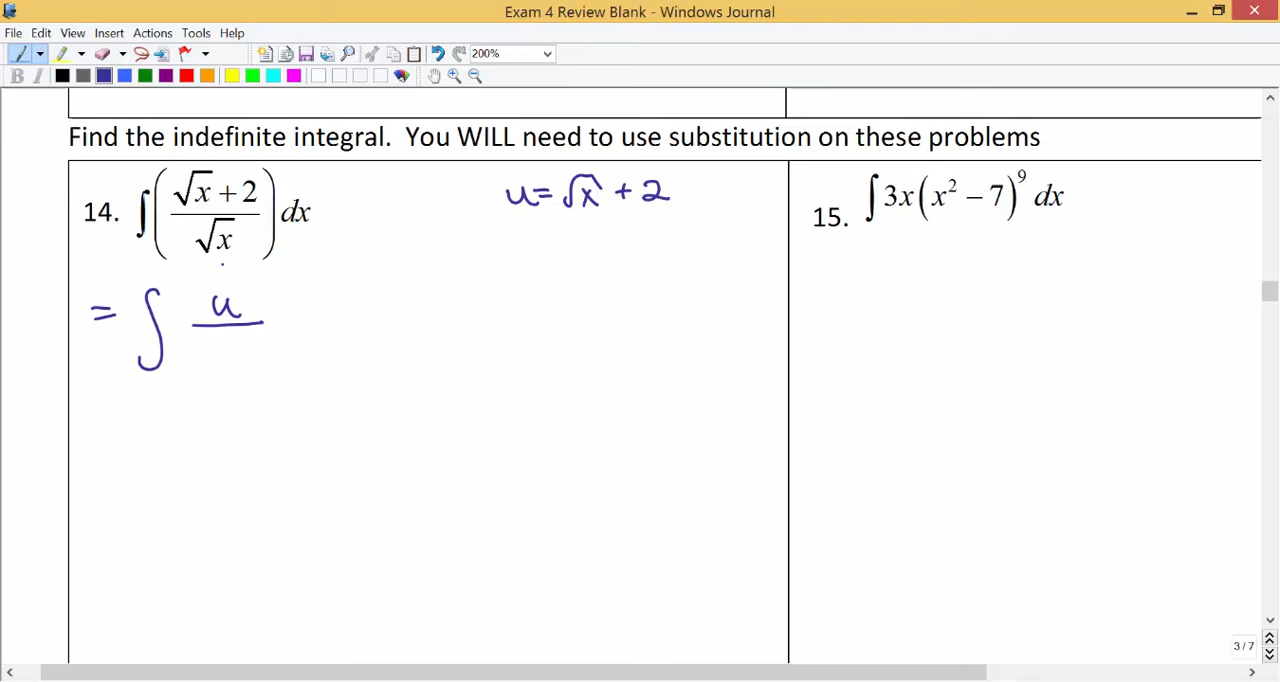 Exam 4 Review Blank - Windows Journal
File Edit View Insert Actions Tools Help
200%
B I
Find the indefinite integral. You WILL need to use substitution on these problems
14. ∫((√x + 2)/√x) dx
u = √x + 2
15. ∫3x(x² − 7)⁹ dx
= ∫ u
3 / 7